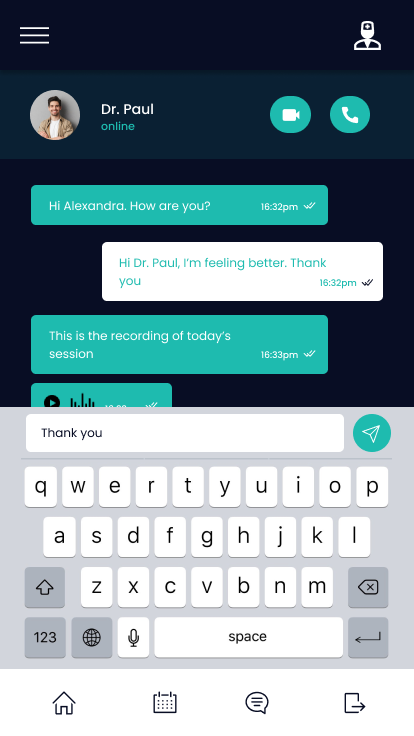 Dr. Paul
online
Hi Alexandra. How are you?
16:32pm
Hi Dr. Paul, I'm feeling better. Thank
you
16:32pm
This is the recording of today's
session
16:33pm
Thank you
q w e r t y u i o p
a s d f g h j k l
z x c v b n m
123 space